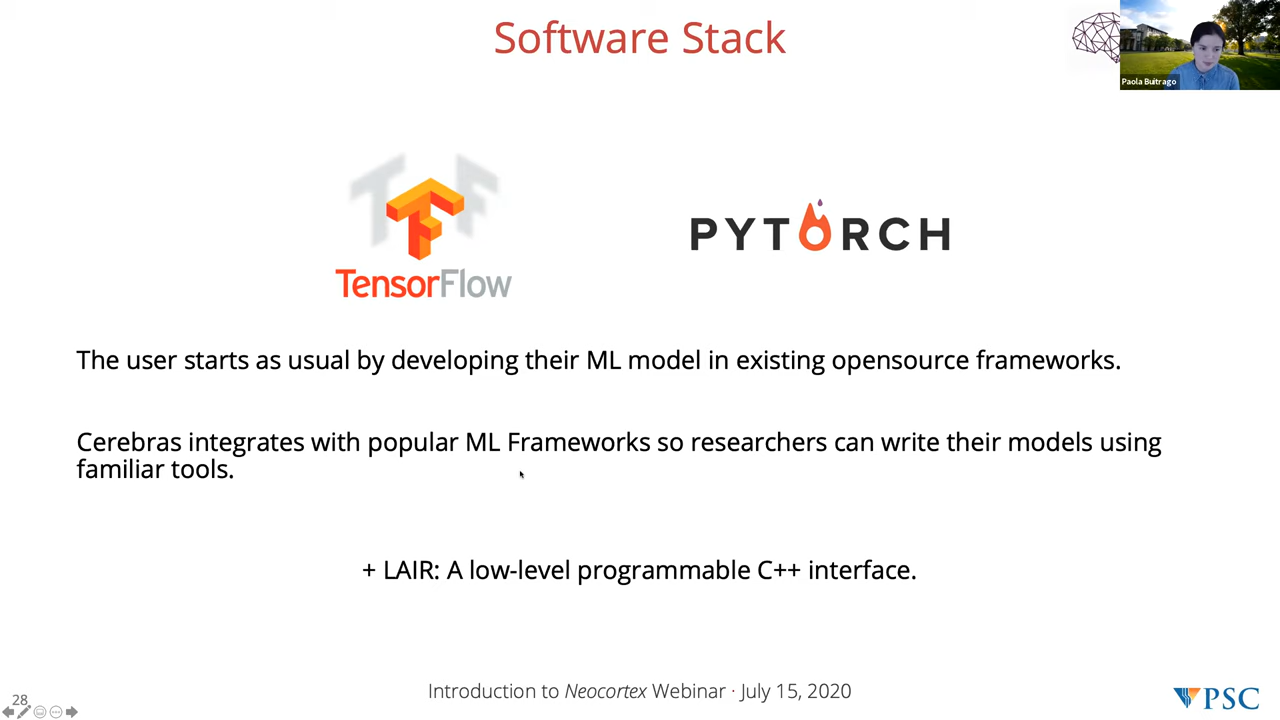 Software Stack
Paola Buitrago
TensorFlow
PYTORCH
The user starts as usual by developing their ML model in existing opensource frameworks.
Cerebras integrates with popular ML Frameworks so researchers can write their models using
familiar tools.
+ LAIR: A low-level programmable C++ interface.
28
Introduction to Neocortex Webinar · July 15, 2020
PSC